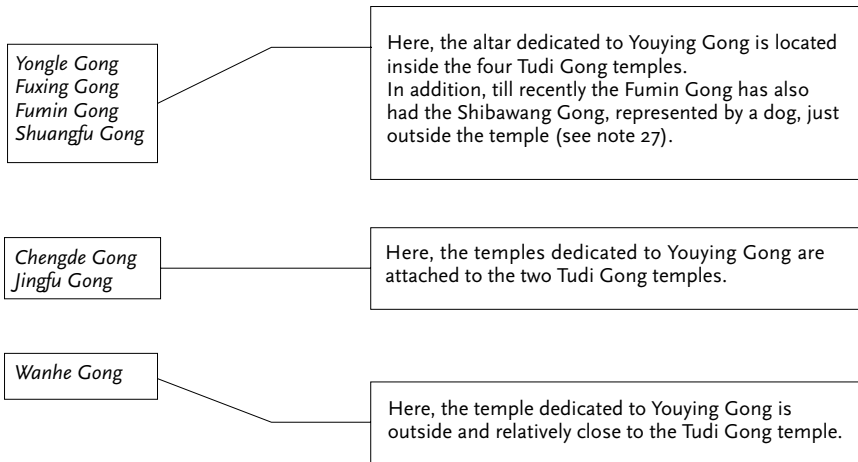 Yongle Gong
Fuxing Gong
Fumin Gong
Shuangfu Gong
Here, the altar dedicated to Youying Gong is located
inside the four Tudi Gong temples.
In addition, till recently the Fumin Gong has also
had the Shibawang Gong, represented by a dog, just
outside the temple (see note 27).
Chengde Gong
Jingfu Gong
Here, the temples dedicated to Youying Gong are
attached to the two Tudi Gong temples.
Wanhe Gong
Here, the temple dedicated to Youying Gong is
outside and relatively close to the Tudi Gong temple.